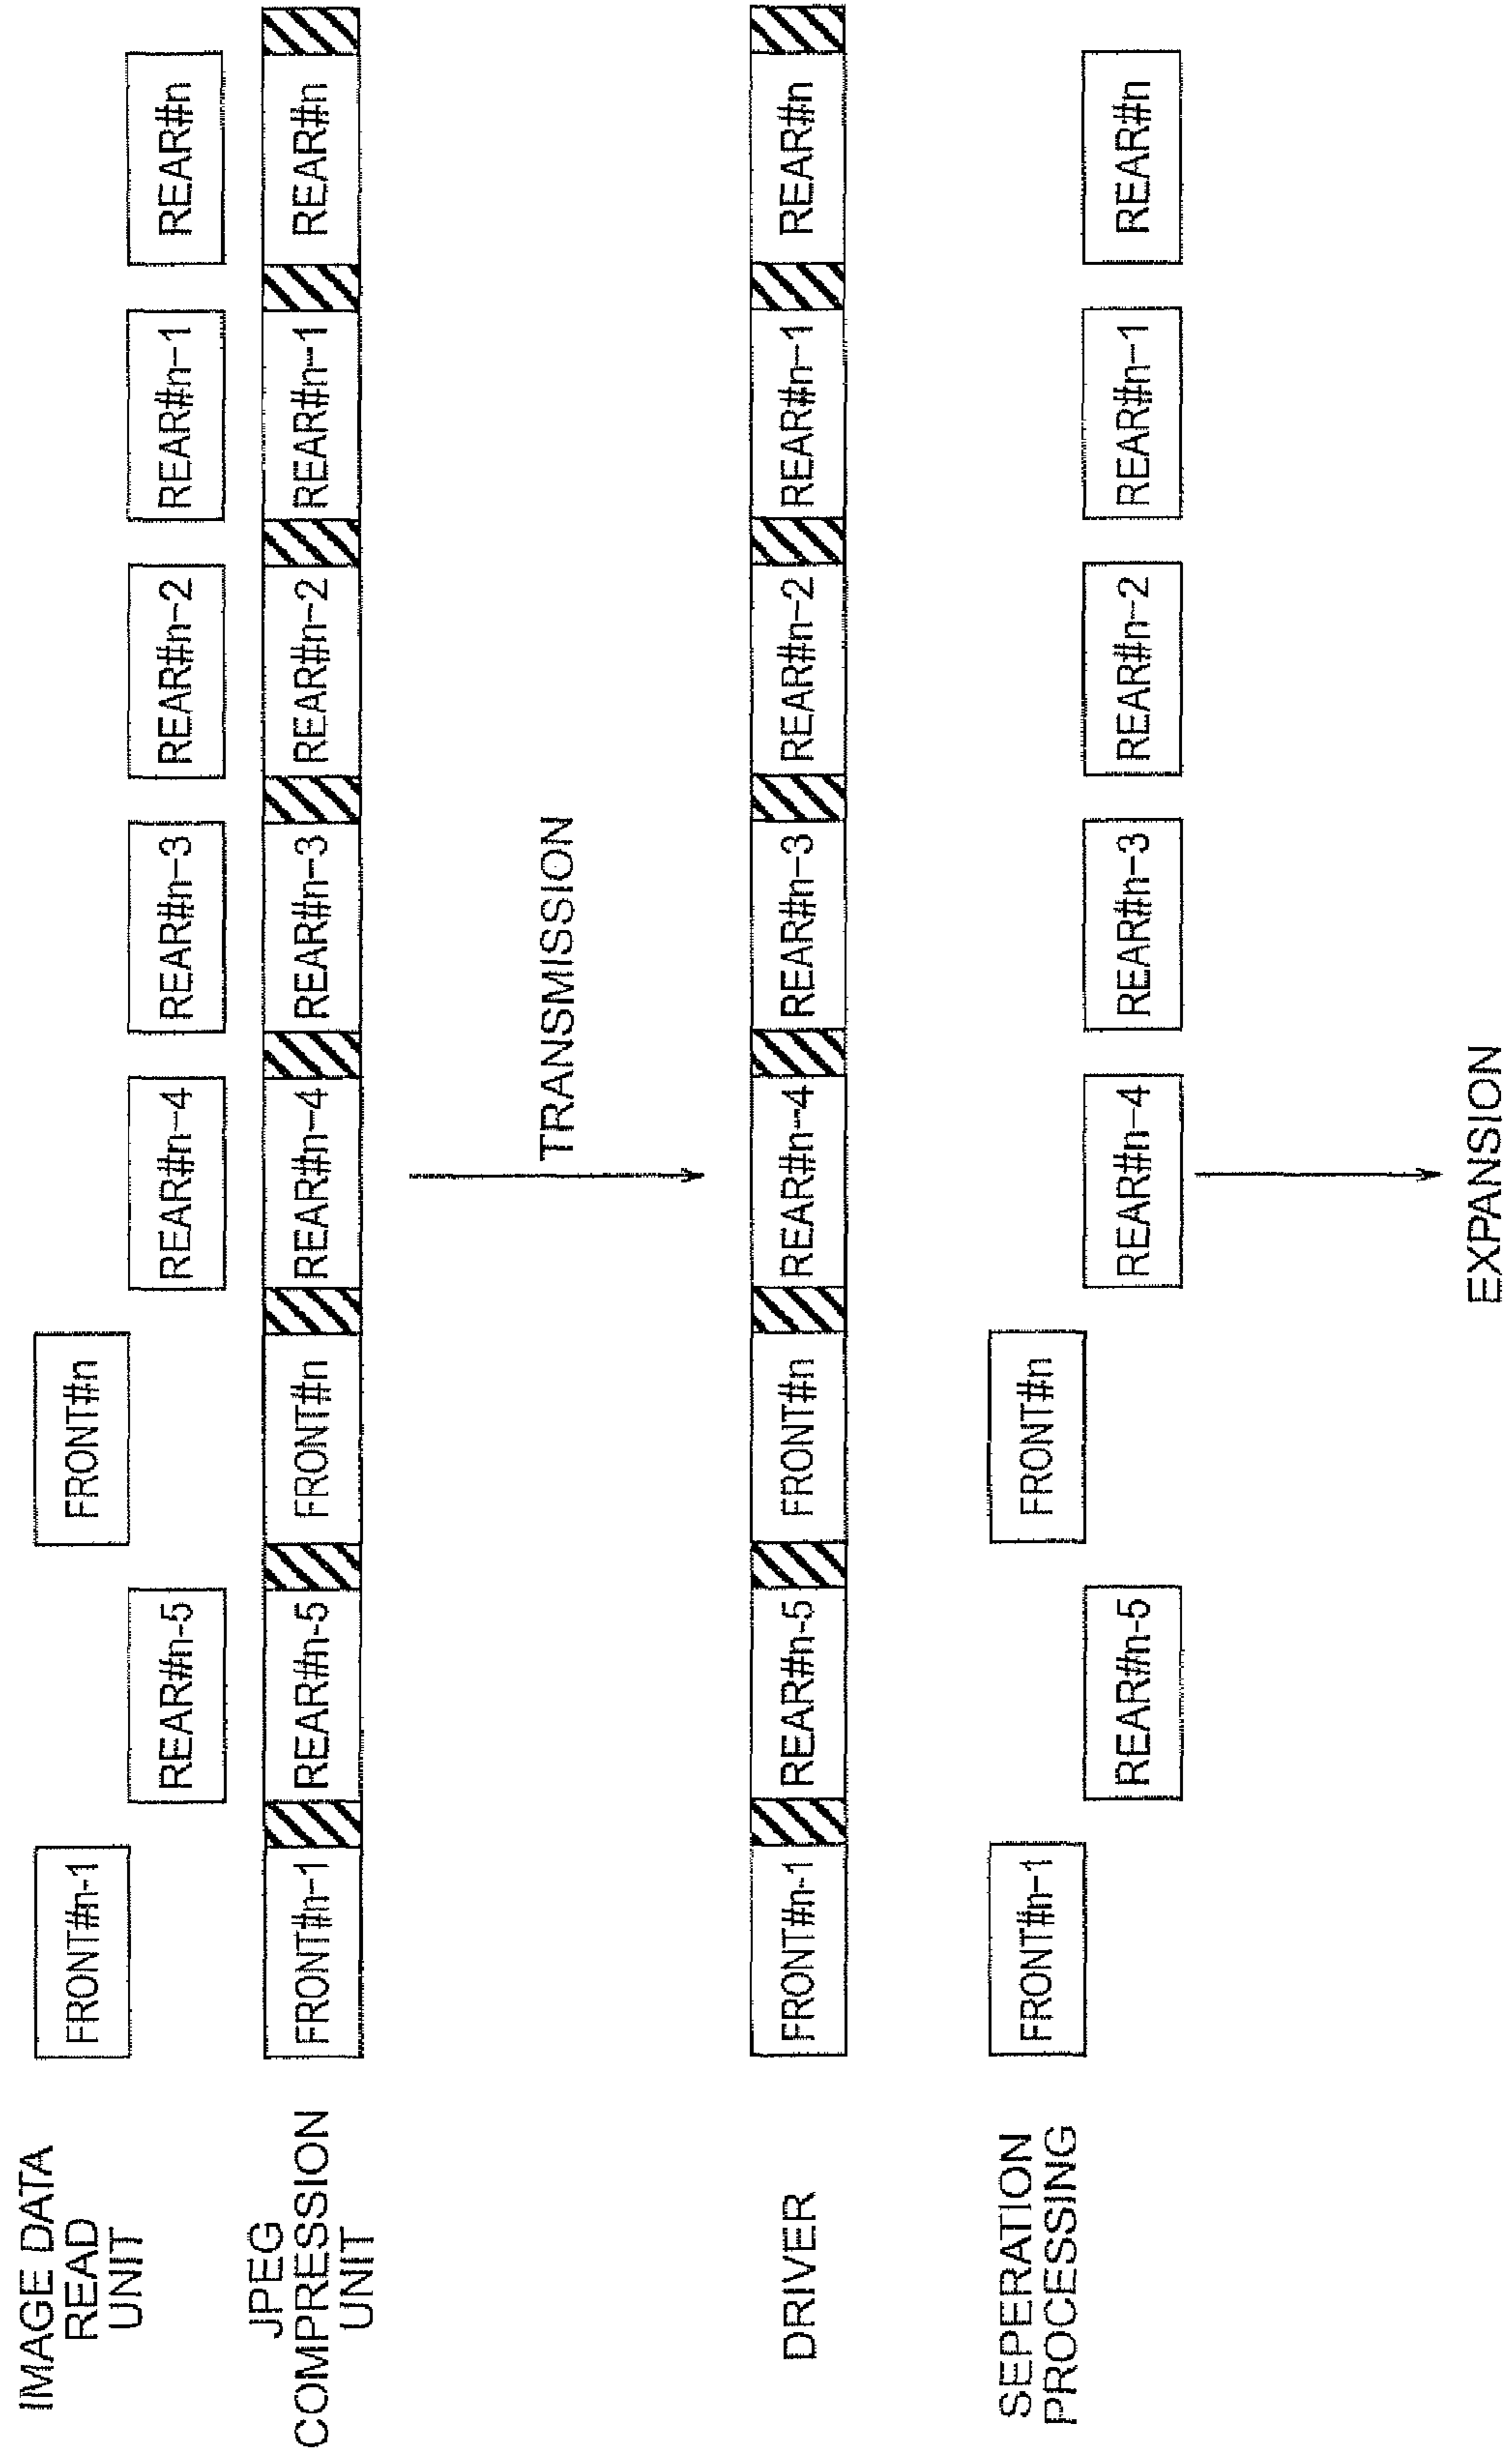 IMAGE DATA
READ
UNIT
FRONT#n-1
FRONT#n
REAR#n-5
REAR#n-4
REAR#n-3
REAR#n-2
REAR#n-1
REAR#n
JPEG
COMPRESSION
UNIT
FRONT#n-1
REAR#n-5
FRONT#n
REAR#n-4
REAR#n-3
REAR#n-2
REAR#n-1
REAR#n
TRANSMISSION
DRIVER
FRONT#n-1
REAR#n-5
FRONT#n
REAR#n-4
REAR#n-3
REAR#n-2
REAR#n-1
REAR#n
SEPERATION
PROCESSING
FRONT#n-1
FRONT#n
REAR#n-5
REAR#n-4
REAR#n-3
REAR#n-2
REAR#n-1
REAR#n
EXPANSION